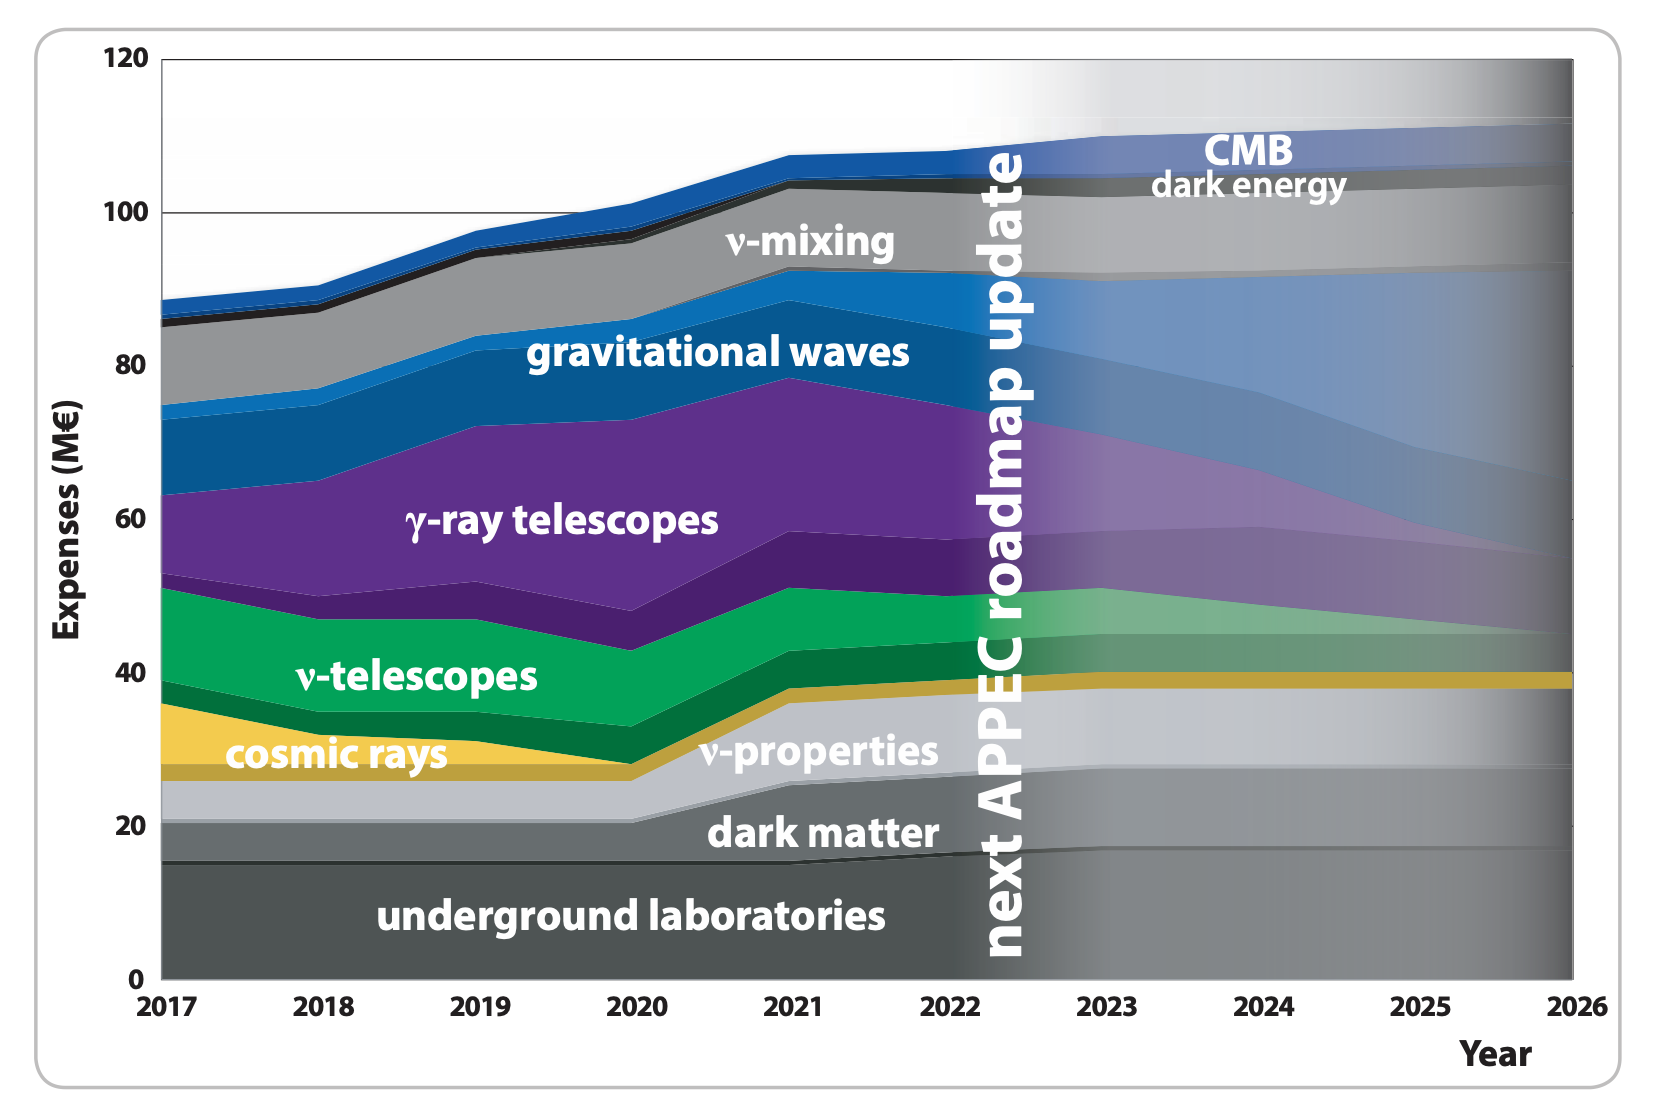 120
100
80
60
40
20
0
Expenses (M€)
CMB
dark energy
ν-mixing
gravitational waves
γ-ray telescopes
ν-telescopes
cosmic rays
ν-properties
dark matter
underground laboratories
next APPEC roadmap update
2017 2018 2019 2020 2021 2022 2023 2024 2025 2026
Year